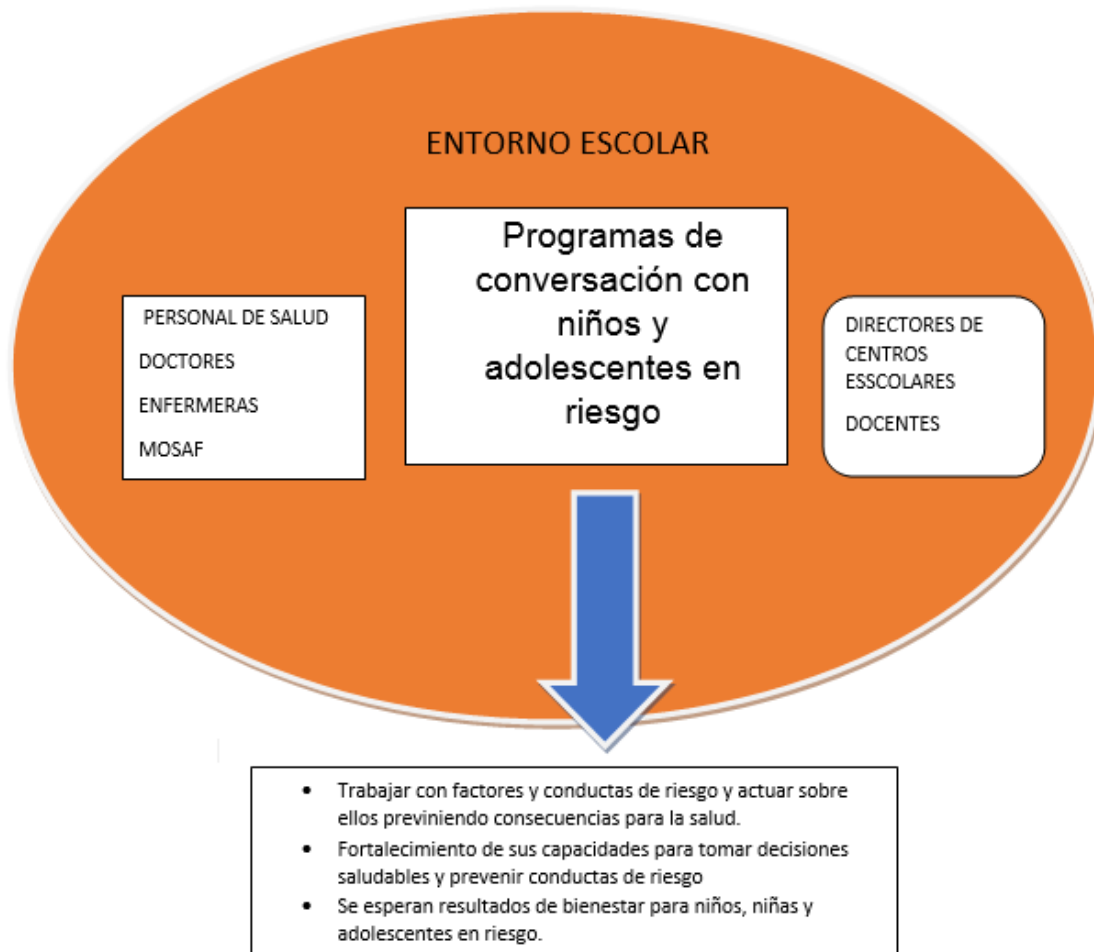 ENTORNO ESCOLAR
Programas de
conversación con
niños y
adolescentes en
riesgo
PERSONAL DE SALUD
DOCTORES
ENFERMERAS
MOSAF
DIRECTORES DE
CENTROS
ESSCOLARES
DOCENTES
• Trabajar con factores y conductas de riesgo y actuar sobre
ellos previniendo consecuencias para la salud.
• Fortalecimiento de sus capacidades para tomar decisiones
saludables y prevenir conductas de riesgo
• Se esperan resultados de bienestar para niños, niñas y
adolescentes en riesgo.